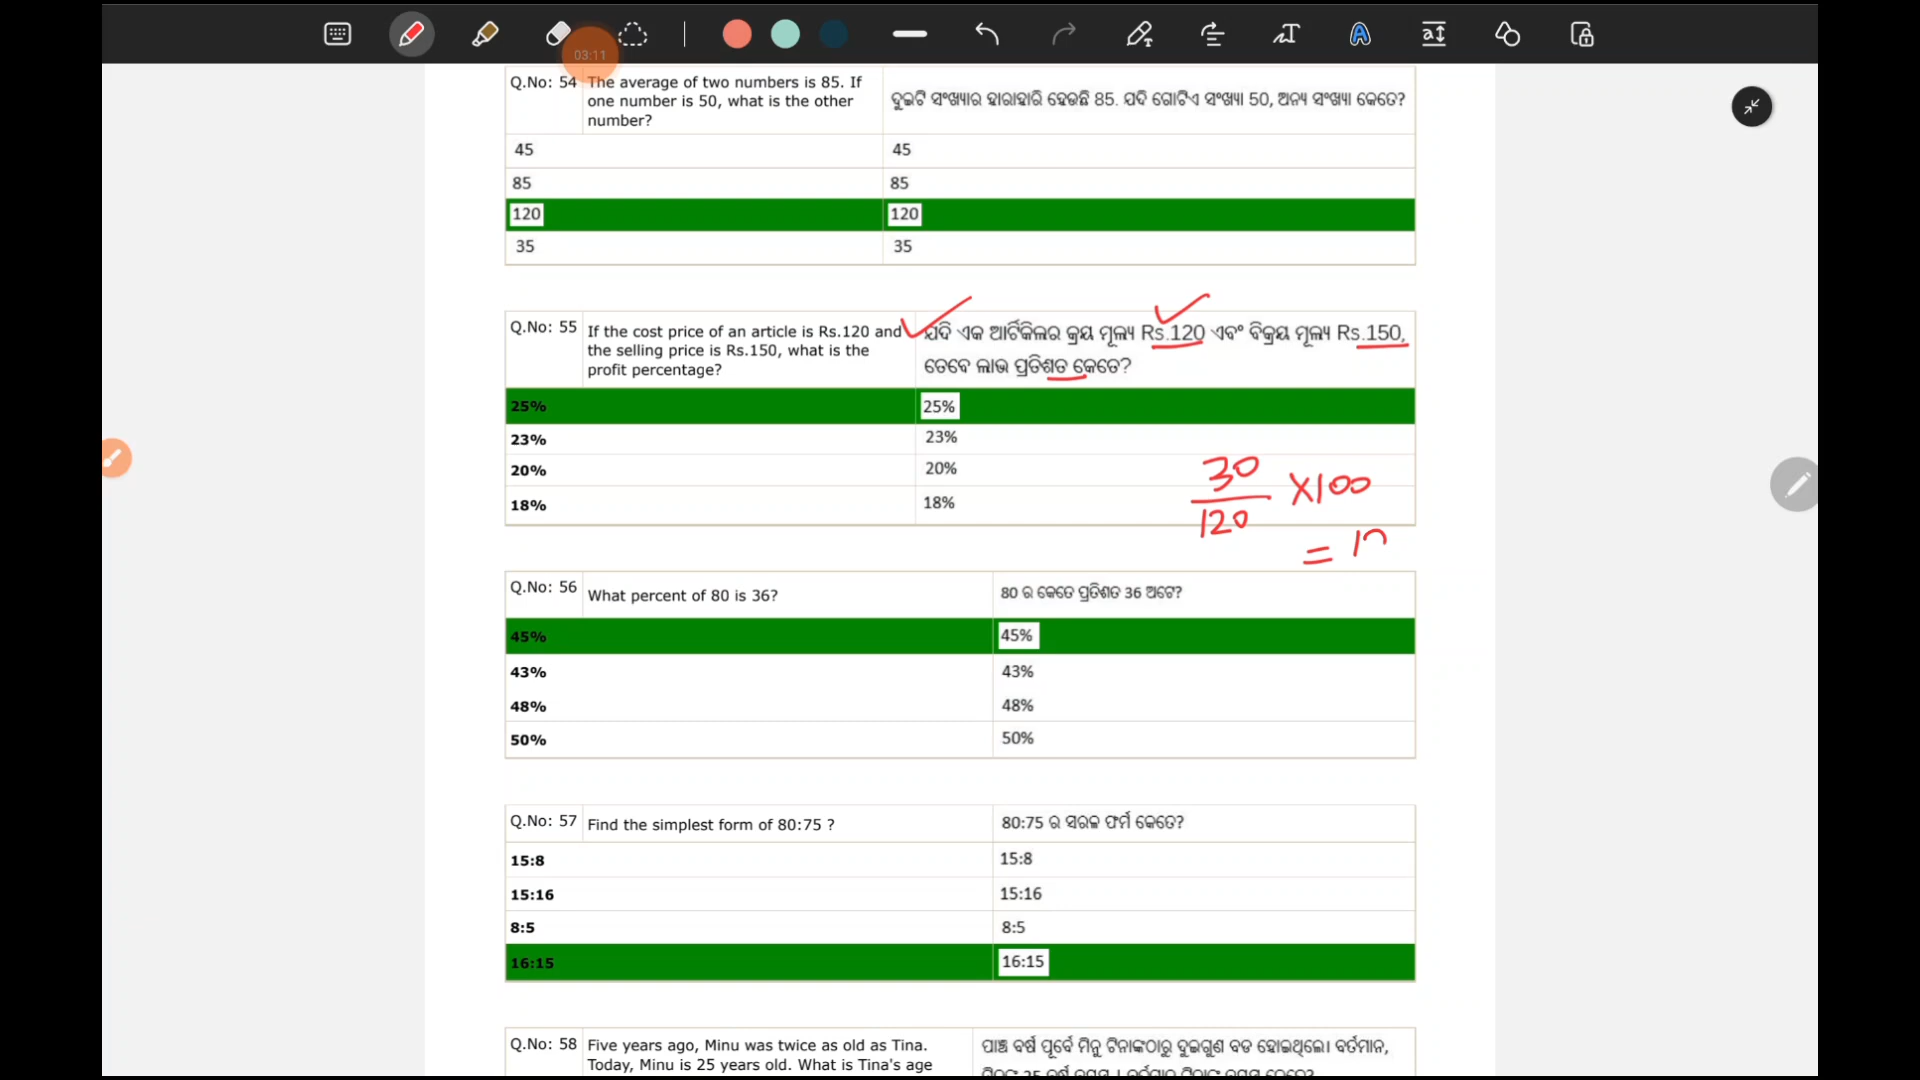 03:11
Q.No: 54
The average of two numbers is 85. If
one number is 50, what is the other
number?
ଦୁଇଟି ସଂଖ୍ୟାର ହାରାହାରି ହେଉଛି 85. ଯଦି ଗୋଟିଏ ସଂଖ୍ୟା 50, ଅନ୍ୟ ସଂଖ୍ୟା କେତେ?
45 45
85 85
120 120
35 35
Q.No: 55
If the cost price of an article is Rs.120 and
the selling price is Rs.150, what is the
profit percentage?
ଯଦି ଏକ ଆର୍ଟିକିଲର କ୍ରୟ ମୂଲ୍ୟ Rs.120 ଏବଂ ବିକ୍ରୟ ମୂଲ୍ୟ Rs.150,
ତେବେ ଲାଭ ପ୍ରତିଶତ କେତେ?
25% 25%
23% 23%
20% 20%
18% 18%
30
120
×100
=
Q.No: 56
What percent of 80 is 36?
80 ର କେତେ ପ୍ରତିଶତ 36 ଅଟେ?
45% 45%
43% 43%
48% 48%
50% 50%
Q.No: 57
Find the simplest form of 80:75 ?
80:75 ର ସରଳ ଫର୍ମ କେତେ?
15:8 15:8
15:16 15:16
8:5 8:5
16:15 16:15
Q.No: 58
Five years ago, Minu was twice as old as Tina.
Today, Minu is 25 years old. What is Tina's age
ପାଞ୍ଚ ବର୍ଷ ପୂର୍ବେ ମିନୁ ଟିନାଙ୍କଠାରୁ ଦୁଇଗୁଣ ବଡ ହୋଇଥିଲେ। ବର୍ତମାନ,